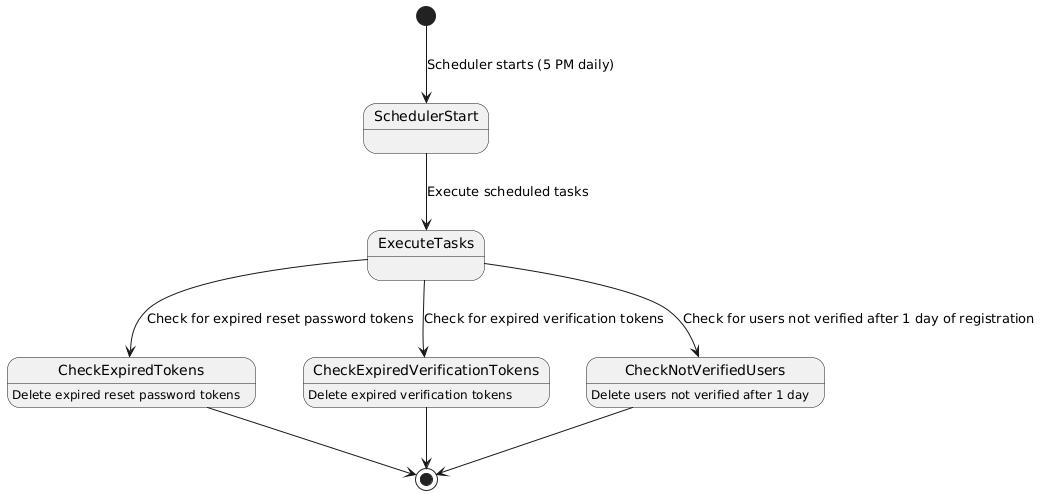 Scheduler starts (5 PM daily)
SchedulerStart
Execute scheduled tasks
ExecuteTasks
Check for expired reset password tokens
Check for expired verification tokens
Check for users not verified after 1 day of registration
CheckExpiredTokens
Delete expired reset password tokens
CheckExpiredVerificationTokens
Delete expired verification tokens
CheckNotVerifiedUsers
Delete users not verified after 1 day